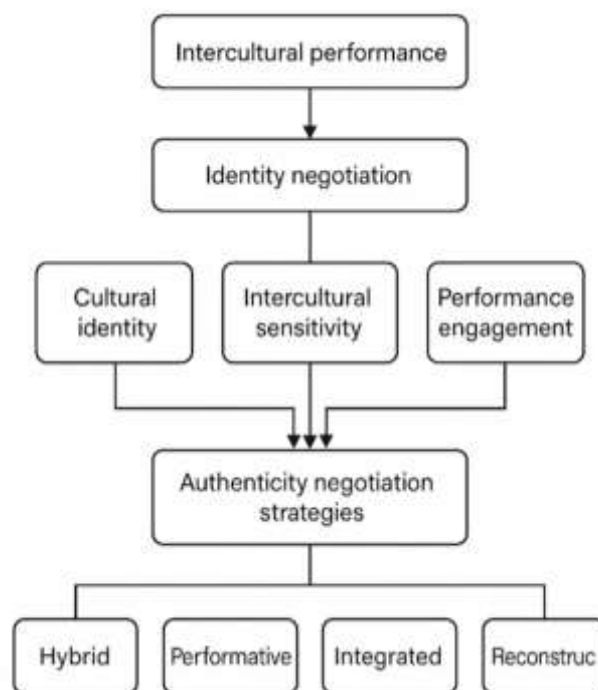 Intercultural performance
Identity negotiation
Cultural
identity
Intercultural
sensitivity
Performance
engagement
Authenticity negotiation
strategies
Hybrid
Performative
Integrated
Reconstruc